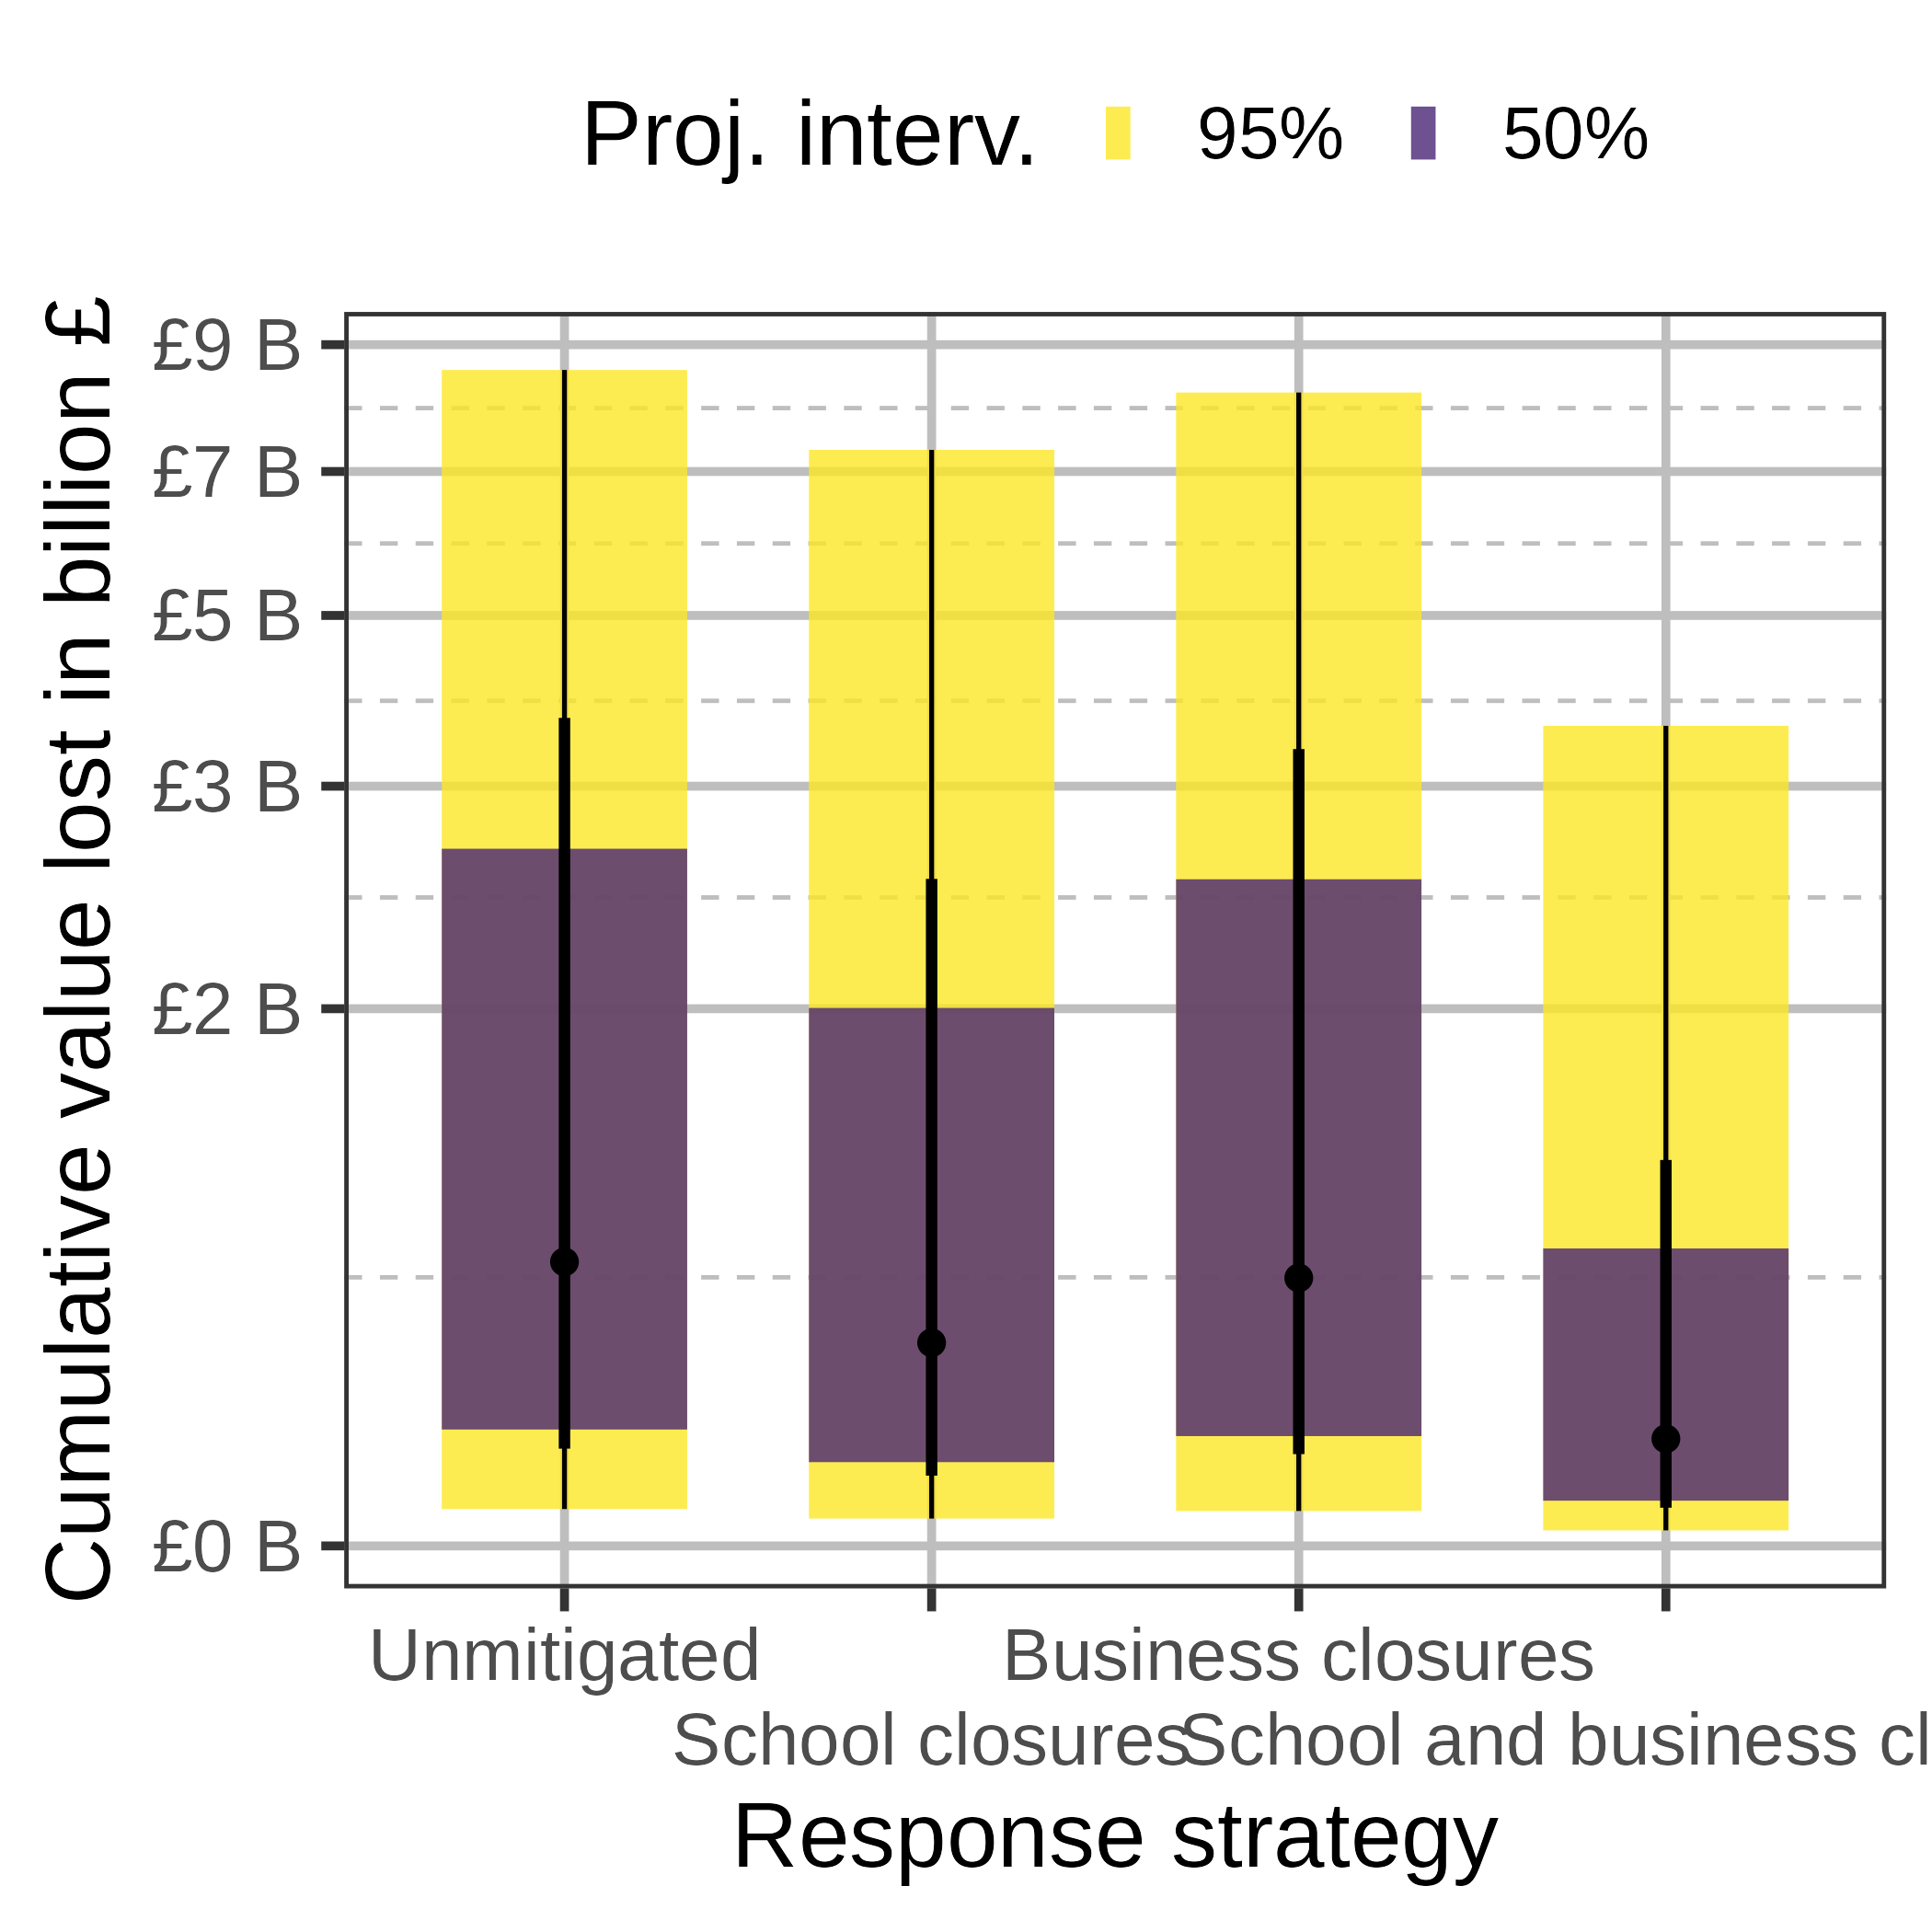 Proj. interv. 95% 50%
Cumulative value lost in billion £
£9 B
£7 B
£5 B
£3 B
£2 B
£0 B
Unmitigated Business closures
School closures School and business cl
Response strategy